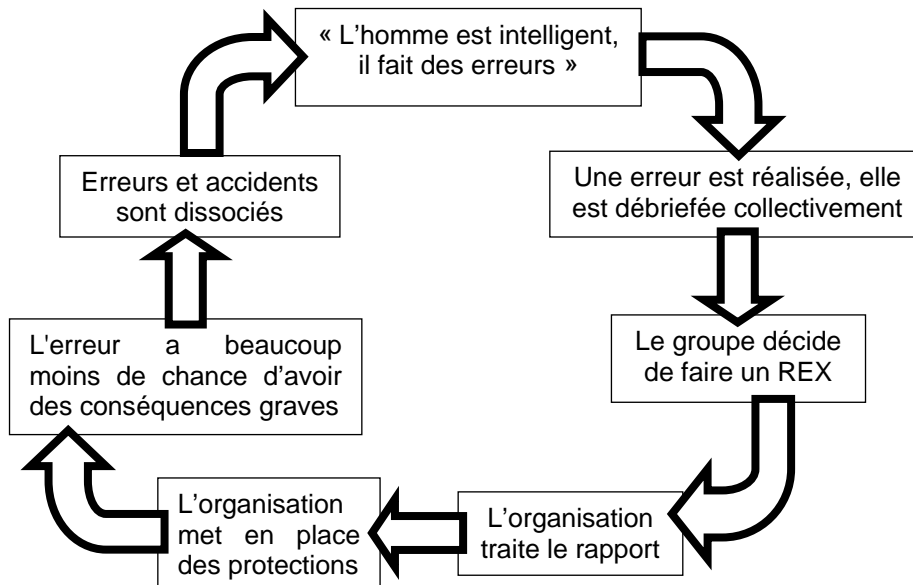 « L’homme est intelligent,
il fait des erreurs »
Une erreur est réalisée, elle
est débriefée collectivement
Le groupe décide
de faire un REX
L’organisation
traite le rapport
L’organisation
met en place
des protections
L'erreur a beaucoup
moins de chance d’avoir
des conséquences graves
Erreurs et accidents
sont dissociés